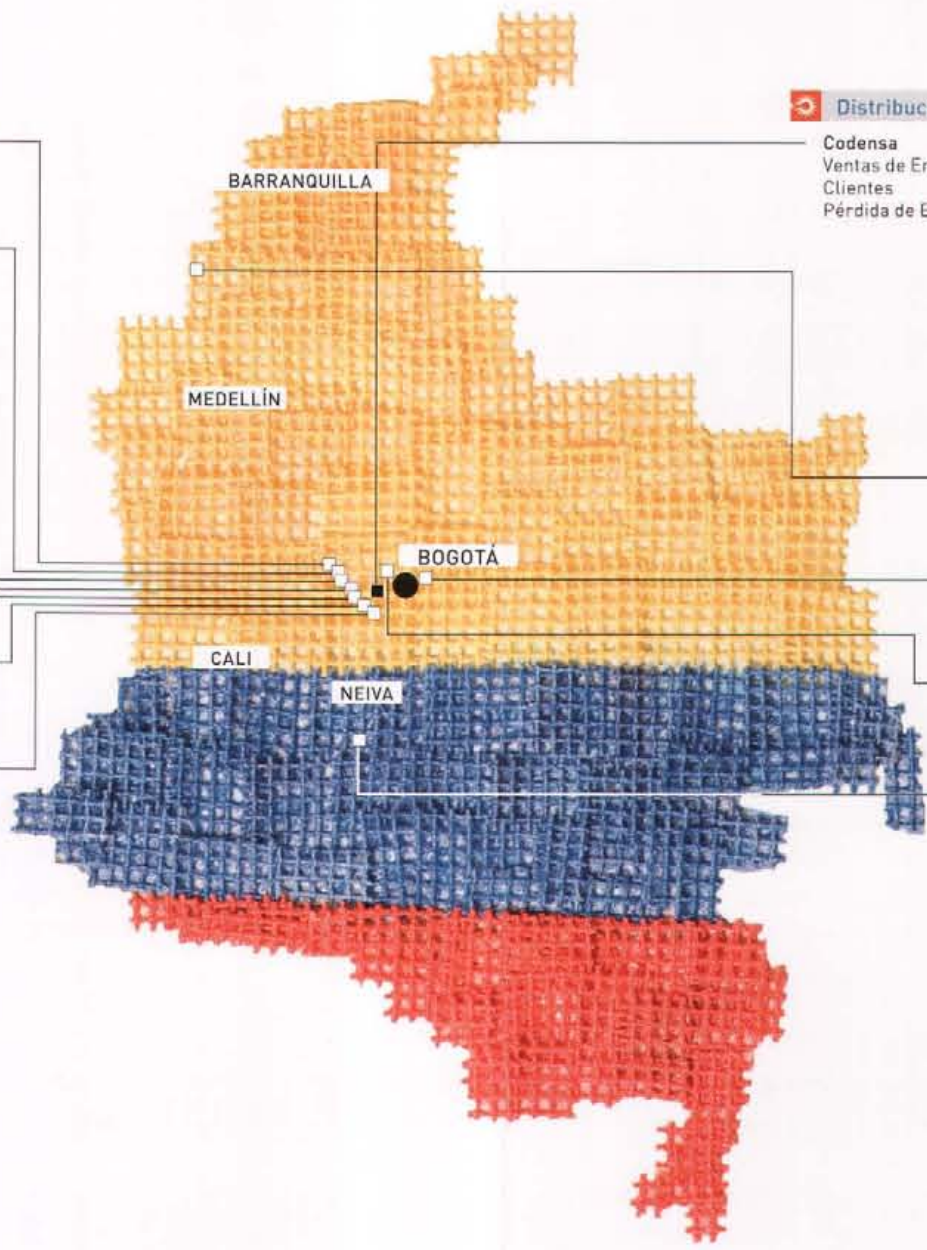 Distribuc
Codensa
Ventas de En
Clientes
Pérdida de E
BARRANQUILLA
MEDELLÍN
BOGOTÁ
CALI
NEIVA